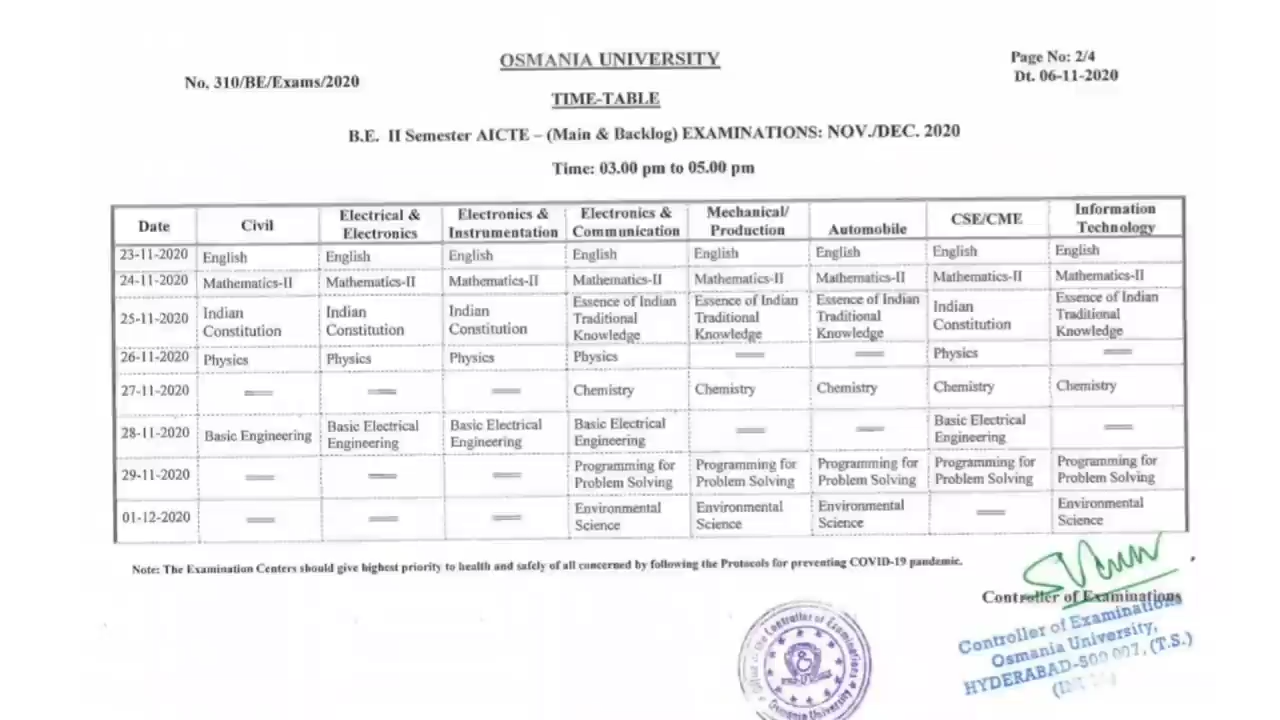 OSMANIA UNIVERSITY
No. 310/BE/Exams/2020
Page No: 2/4
Dt. 06-11-2020
TIME-TABLE
B.E. II Semester AICTE – (Main & Backlog) EXAMINATIONS: NOV./DEC. 2020
Time: 03.00 pm to 05.00 pm
Date Civil Electrical & Electronics Electronics & Instrumentation Electronics & Communication Mechanical/ Production Automobile CSE/CME Information Technology
23-11-2020 English English English English English English English English
24-11-2020 Mathematics-II Mathematics-II Mathematics-II Mathematics-II Mathematics-II Mathematics-II Mathematics-II Mathematics-II
25-11-2020 Indian Constitution Indian Constitution Indian Constitution Essence of Indian Traditional Knowledge Essence of Indian Traditional Knowledge Essence of Indian Traditional Knowledge Indian Constitution Essence of Indian Traditional Knowledge
26-11-2020 Physics Physics Physics Physics == == Physics ==
27-11-2020 == == == Chemistry Chemistry Chemistry Chemistry Chemistry
28-11-2020 Basic Engineering Basic Electrical Engineering Basic Electrical Engineering Basic Electrical Engineering == == Basic Electrical Engineering ==
29-11-2020 == == == Programming for Problem Solving Programming for Problem Solving Programming for Problem Solving Programming for Problem Solving Programming for Problem Solving
01-12-2020 == == == Environmental Science Environmental Science Environmental Science == Environmental Science
Note: The Examination Centers should give highest priority to health and safely of all concerned by following the Protocols for preventing COVID-19 pandemic.
Controller of Examinations
Controller of Examinations
Osmania University,
HYDERABAD-500 007, (T.S.)
Office of the Controller of Examinations
Osmania University